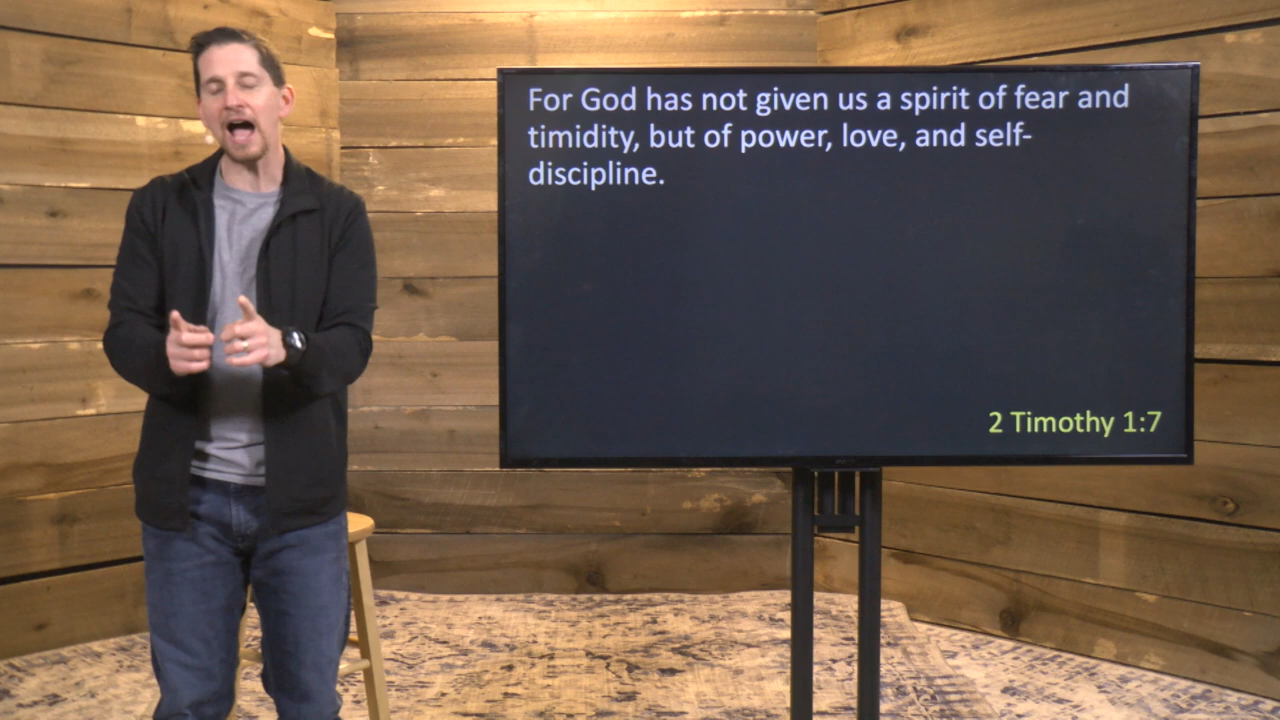 For God has not given us a spirit of fear and
timidity, but of power, love, and self-
discipline.
2 Timothy 1:7